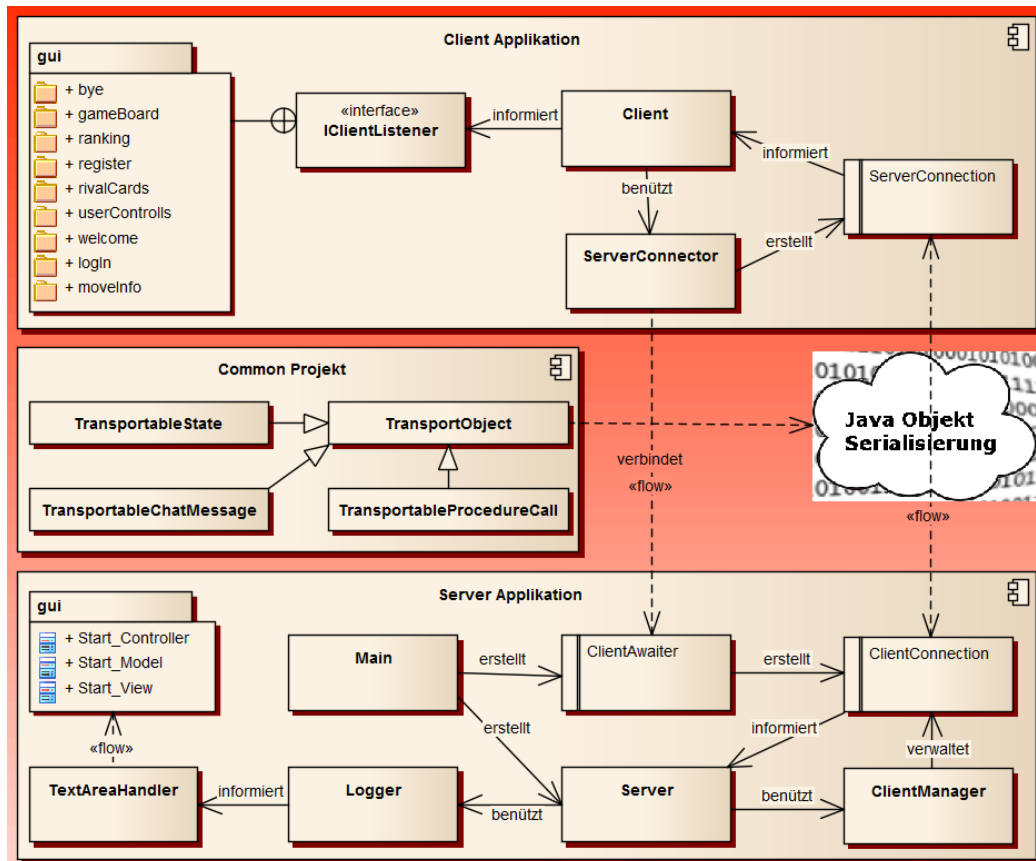 Client Applikation
gui
+ bye
+ gameBoard
+ ranking
+ register
+ rivalCards
+ userControlls
+ welcome
+ logIn
+ moveInfo
«interface»
IClientListener
informiert
Client
informiert
ServerConnection
benützt
erstellt
ServerConnector
Common Projekt
TransportableState
TransportObject
TransportableChatMessage
TransportableProcedureCall
verbindet
«flow»
Java Objekt
Serialisierung
«flow»
Server Applikation
gui
+ Start_Controller
+ Start_Model
+ Start_View
Main
erstellt
ClientAwaiter
erstellt
ClientConnection
erstellt
informiert
«flow»
verwaltet
TextAreaHandler
informiert
Logger
benützt
Server
benützt
ClientManager